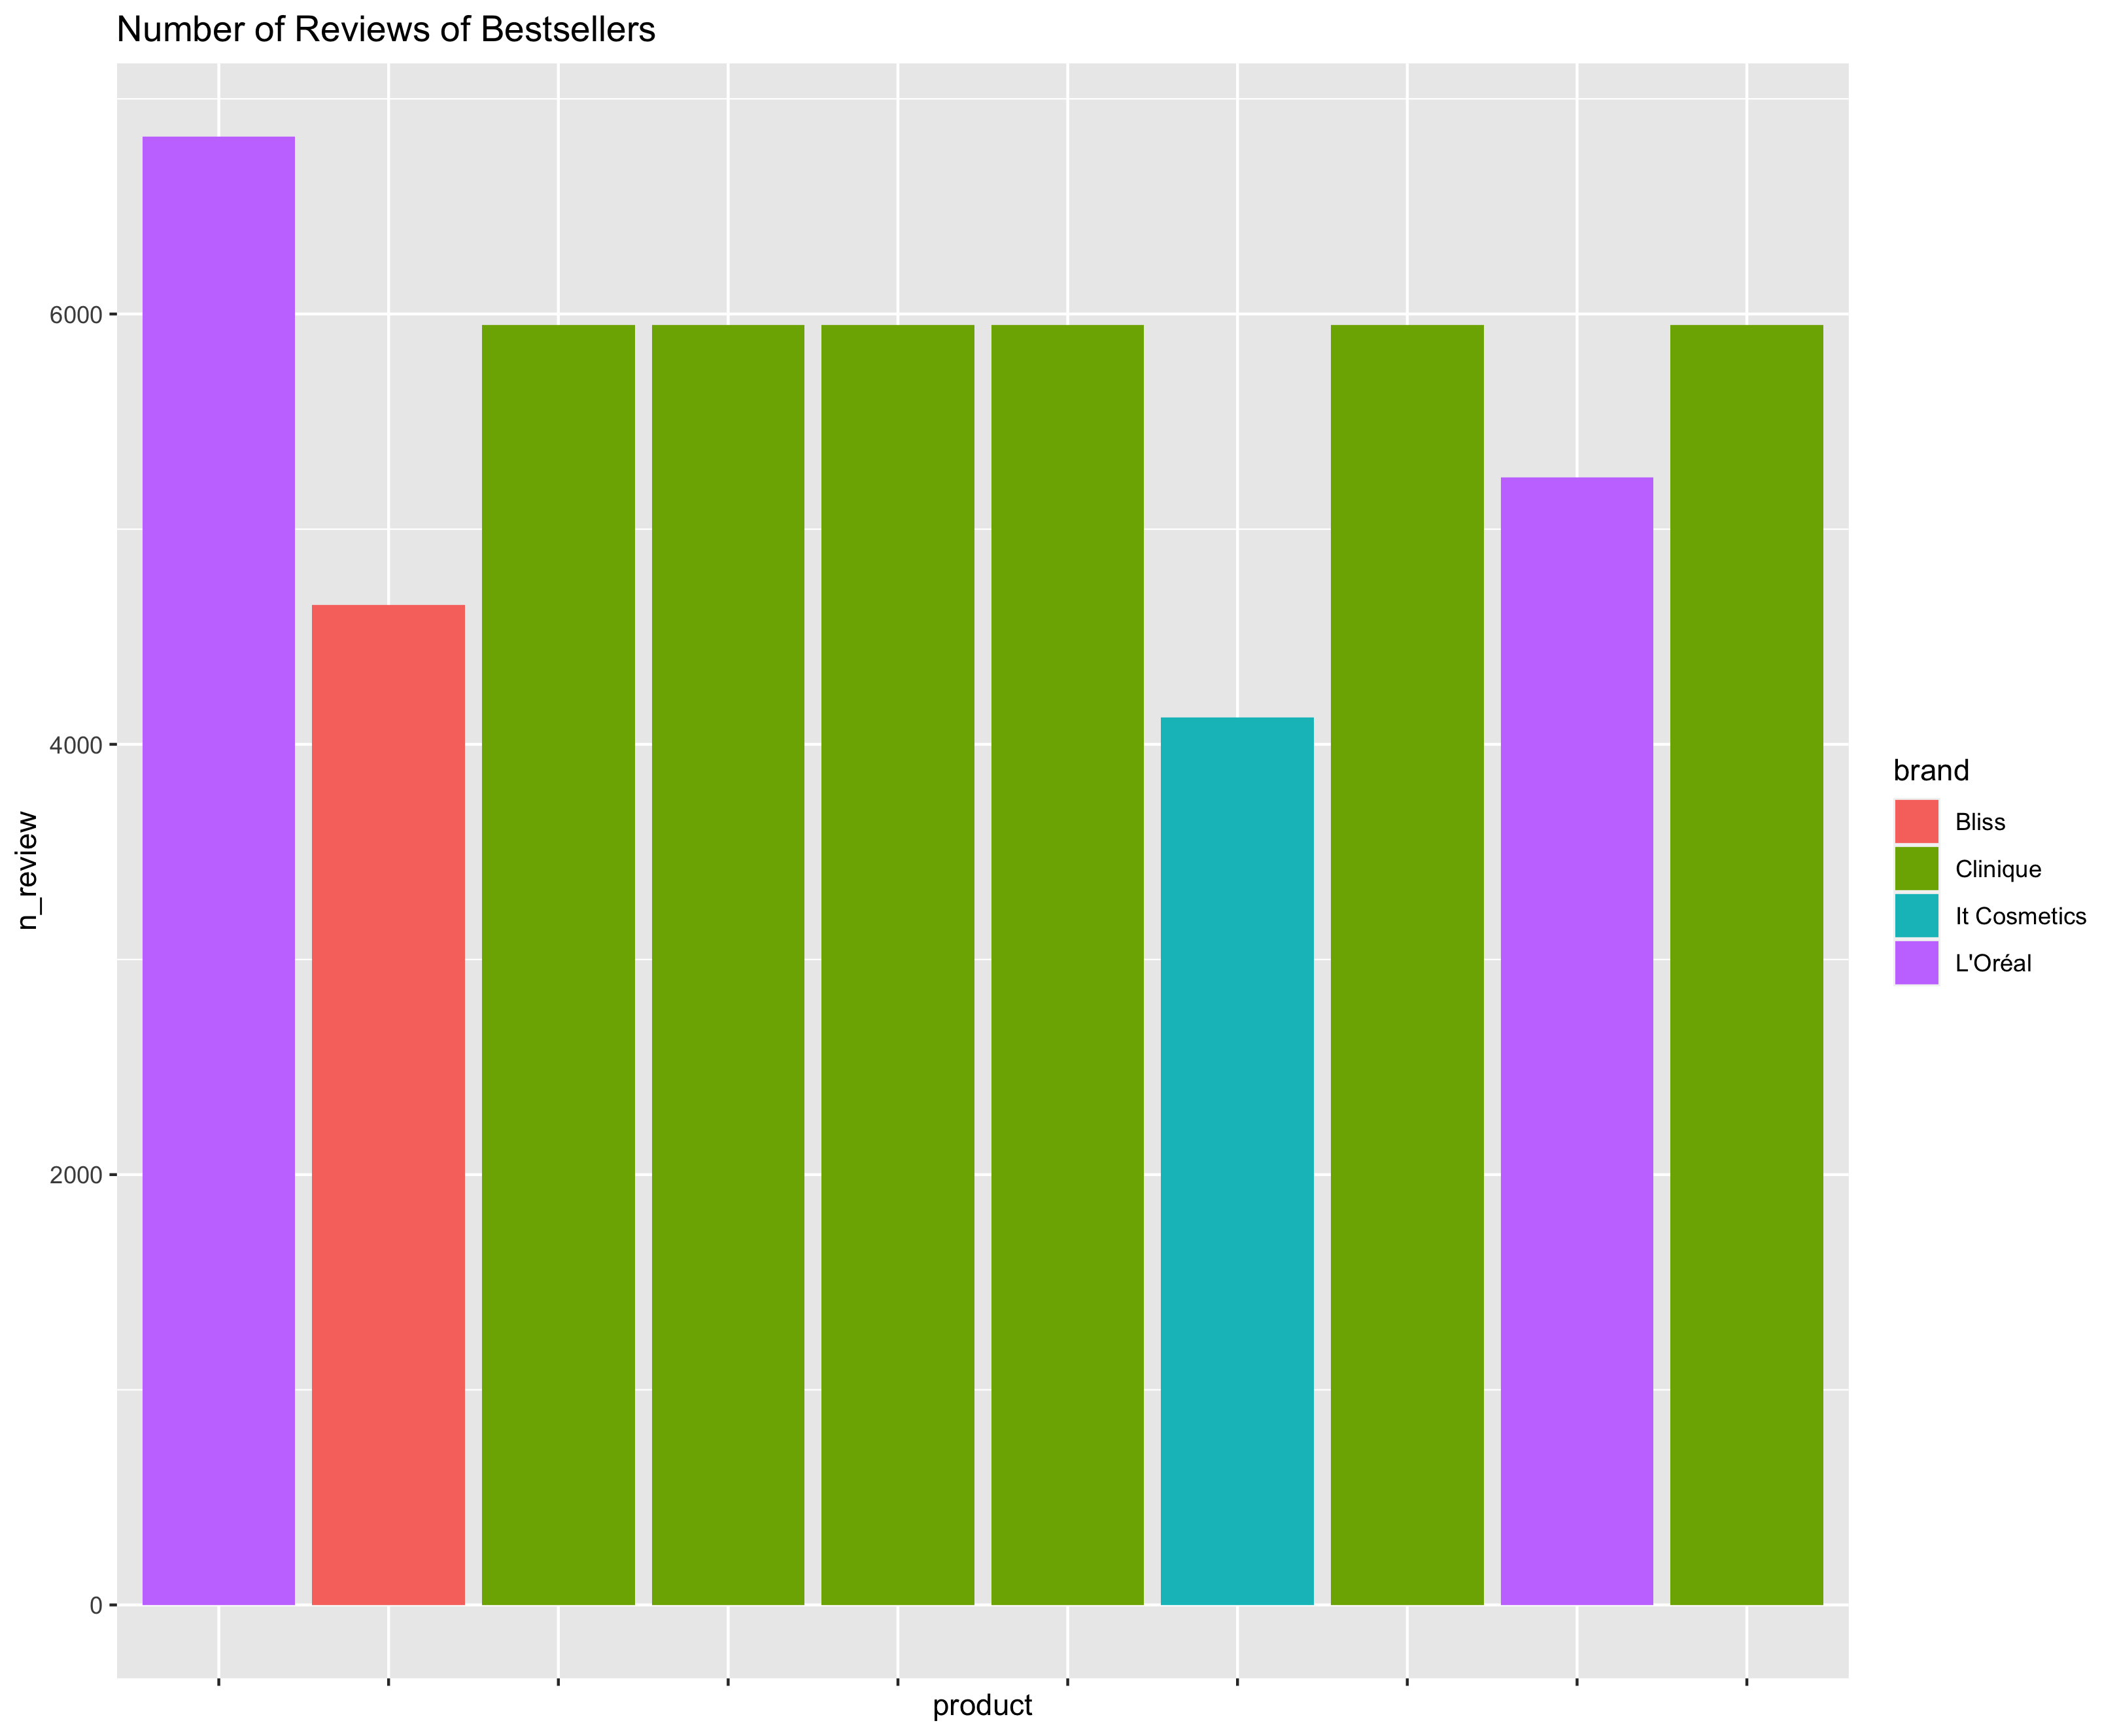 Number of Reviews of Bestsellers
6000
4000
2000
0
n_review
product
brand
Bliss
Clinique
It Cosmetics
L'Oréal